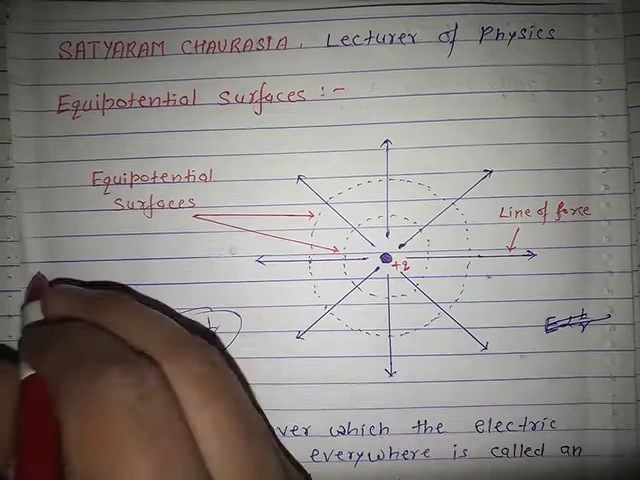 SATYARAM CHAURASIA, Lecturer of Physics
Equipotential Surfaces :-
Equipotential
Surfaces
Line of force
+q
over which the electric
everywhere is called an